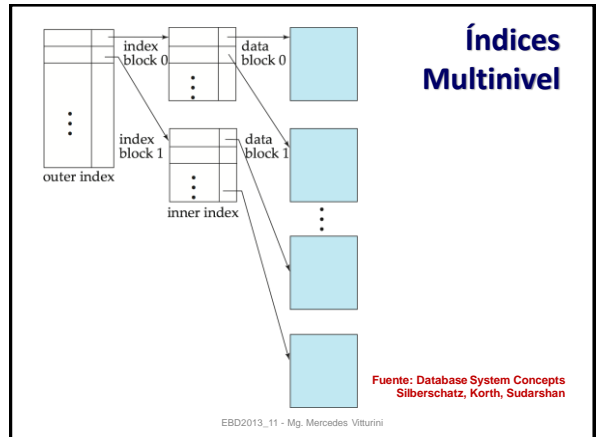 Índices
Multinivel
index
block 0
data
block 0
index
block 1
data
block 1
outer index
inner index
Fuente: Database System Concepts
Silberschatz, Korth, Sudarshan
EBD2013_11 - Mg. Mercedes Vitturini